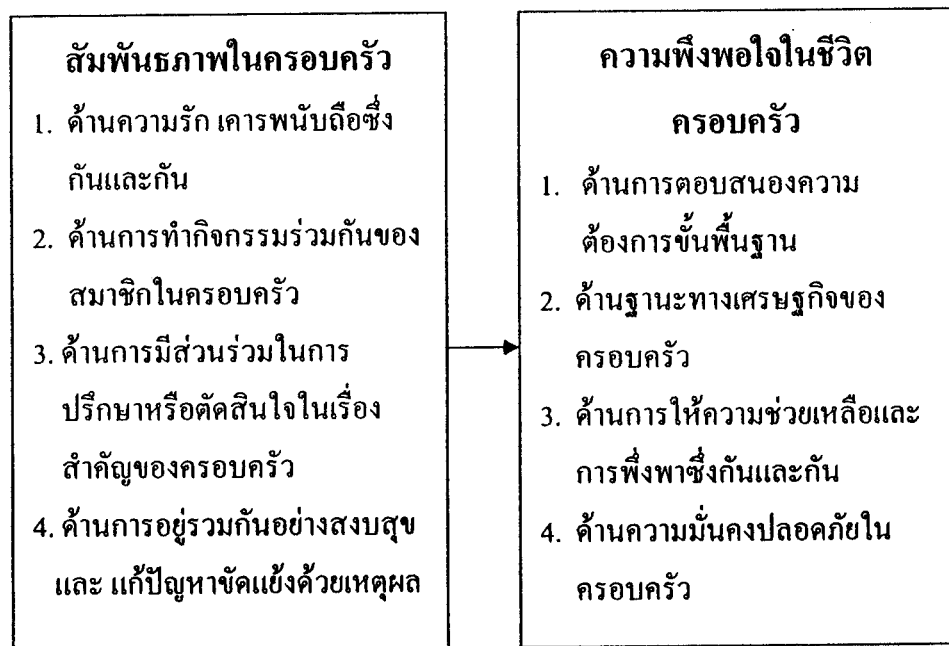 สัมพันธภาพในครอบครัว
1. ด้านความรัก เคารพนับถือซึ่ง
กันและกัน
2. ด้านการทำกิจกรรมร่วมกันของ
สมาชิกในครอบครัว
3. ด้านการมีส่วนร่วมในการ
ปรึกษาหรือตัดสินใจในเรื่อง
สำคัญของครอบครัว
4. ด้านการอยู่รวมกันอย่างสงบสุข
และ แก้ปัญหาขัดแย้งด้วยเหตุผล
ความพึงพอใจในชีวิต
ครอบครัว
1. ด้านการตอบสนองความ
ต้องการขั้นพื้นฐาน
2. ด้านฐานะทางเศรษฐกิจของ
ครอบครัว
3. ด้านการให้ความช่วยเหลือและ
การพึ่งพาซึ่งกันและกัน
4. ด้านความมั่นคงปลอดภัยใน
ครอบครัว